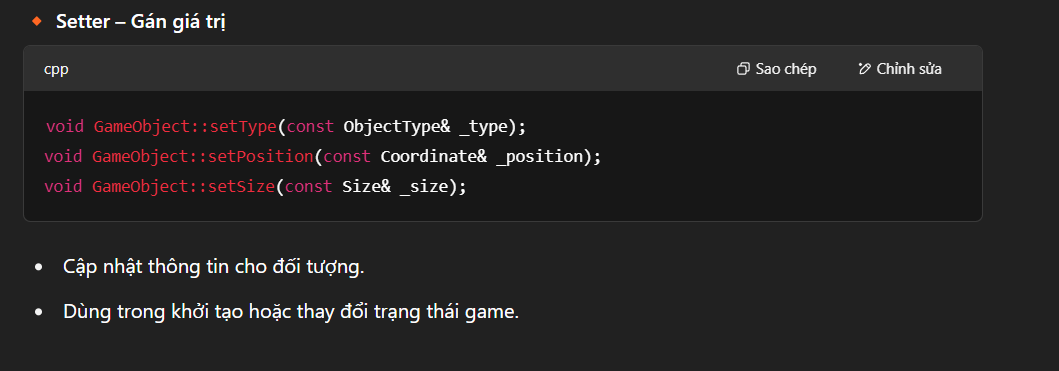 Setter – Gán giá trị
cpp
Sao chép
Chỉnh sửa
void GameObject::setType(const ObjectType& _type);
void GameObject::setPosition(const Coordinate& _position);
void GameObject::setSize(const Size& _size);
• Cập nhật thông tin cho đối tượng.
• Dùng trong khởi tạo hoặc thay đổi trạng thái game.